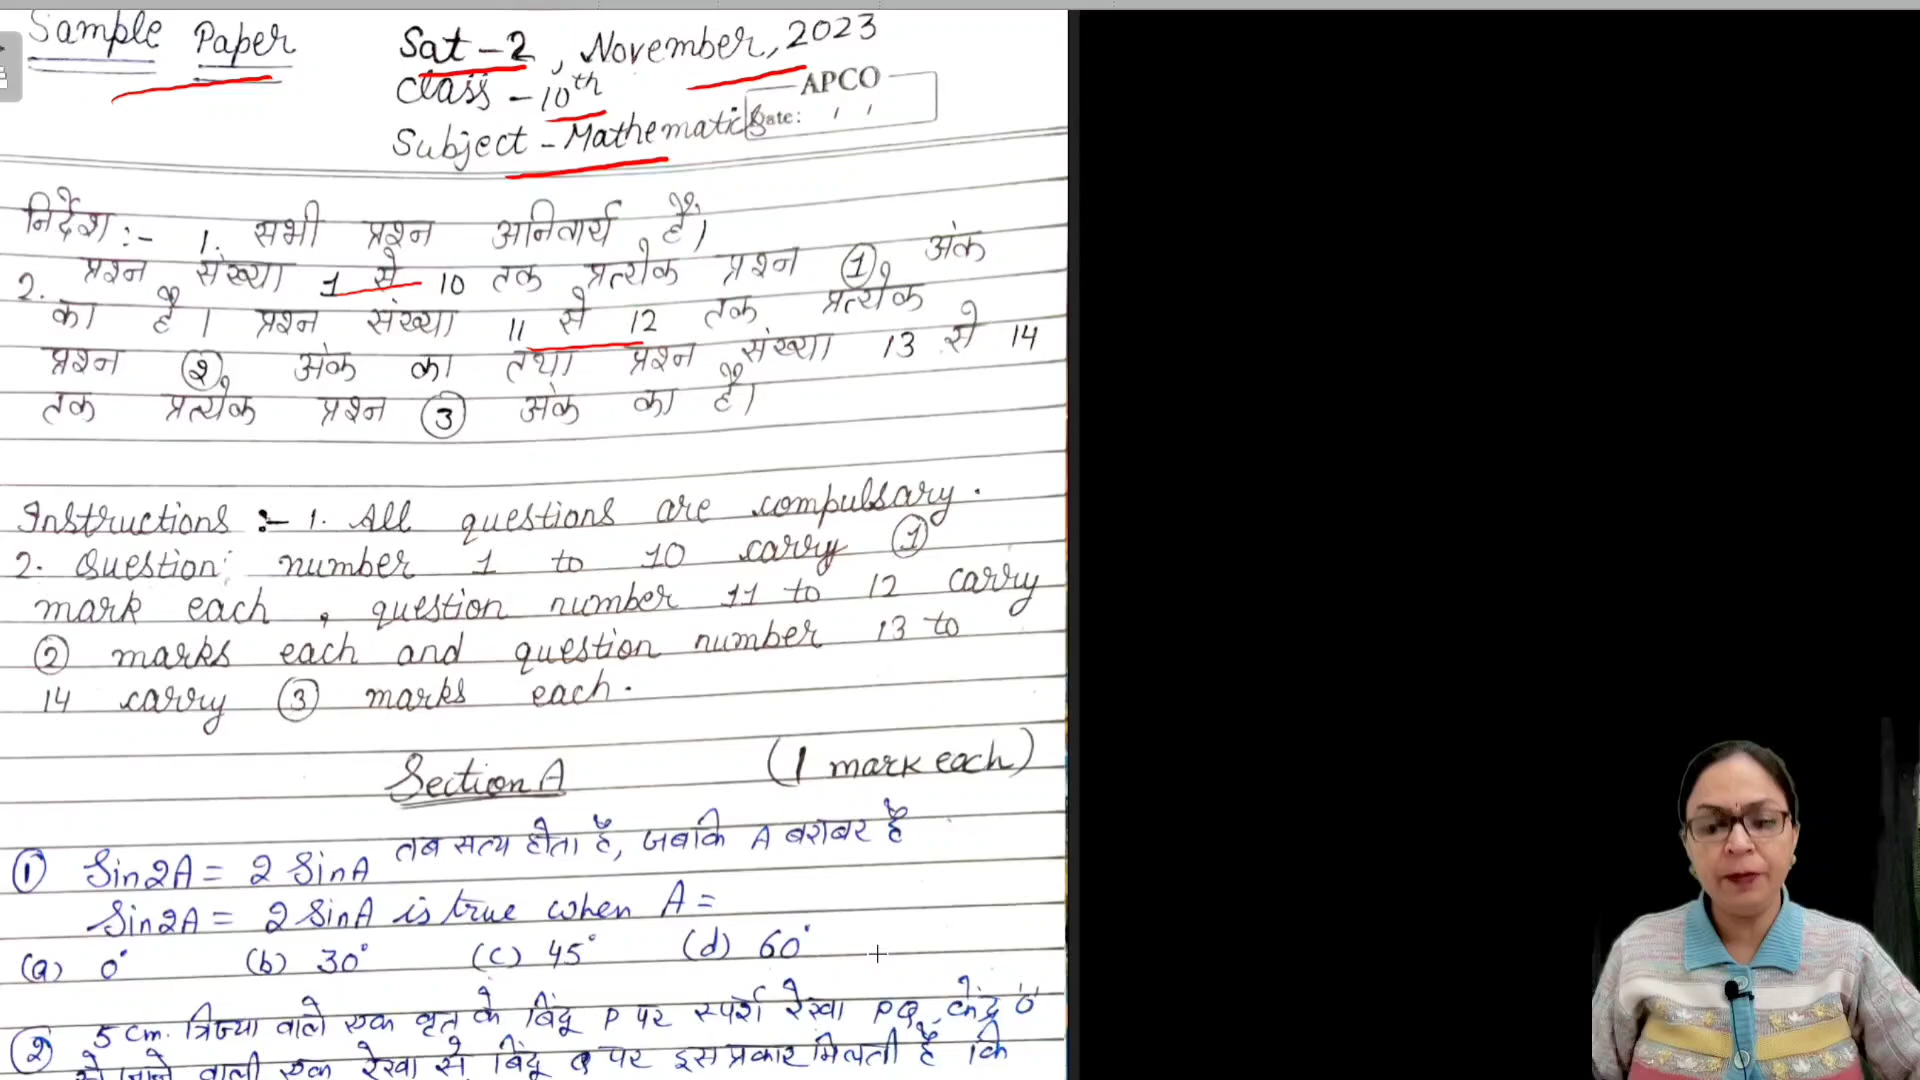 Sample Paper
Sat - 2, November, 2023
Class - 10th
APCO
Date: / /
Subject - Mathematics
निर्देश :- 1. सभी प्रश्न अनिवार्य हैं।
2. प्रश्न संख्या 1 से 10 तक प्रत्येक प्रश्न 1 अंक
का है। प्रश्न संख्या 11 से 12 तक प्रत्येक
प्रश्न 2 अंक का तथा प्रश्न संख्या 13 से 14
तक प्रत्येक प्रश्न 3 अंक का है।
Instructions :- 1. All questions are compulsary.
2. Question number 1 to 10 carry 1
mark each, question number 11 to 12 carry
2 marks each and question number 13 to
14 carry 3 marks each.
Section A (1 mark each)
1 Sin2A = 2 SinA तब सत्य होता है, जबकि A बराबर है
Sin2A = 2 SinA is true when A =
(a) 0° (b) 30° (c) 45° (d) 60°
2 5 cm. त्रिज्या वाले एक वृत के बिंदू P पर स्पर्श रेखा PQ, केंद्र O
से जाने वाली एक रेखा से बिंदू Q पर इस प्रकार मिलती है कि